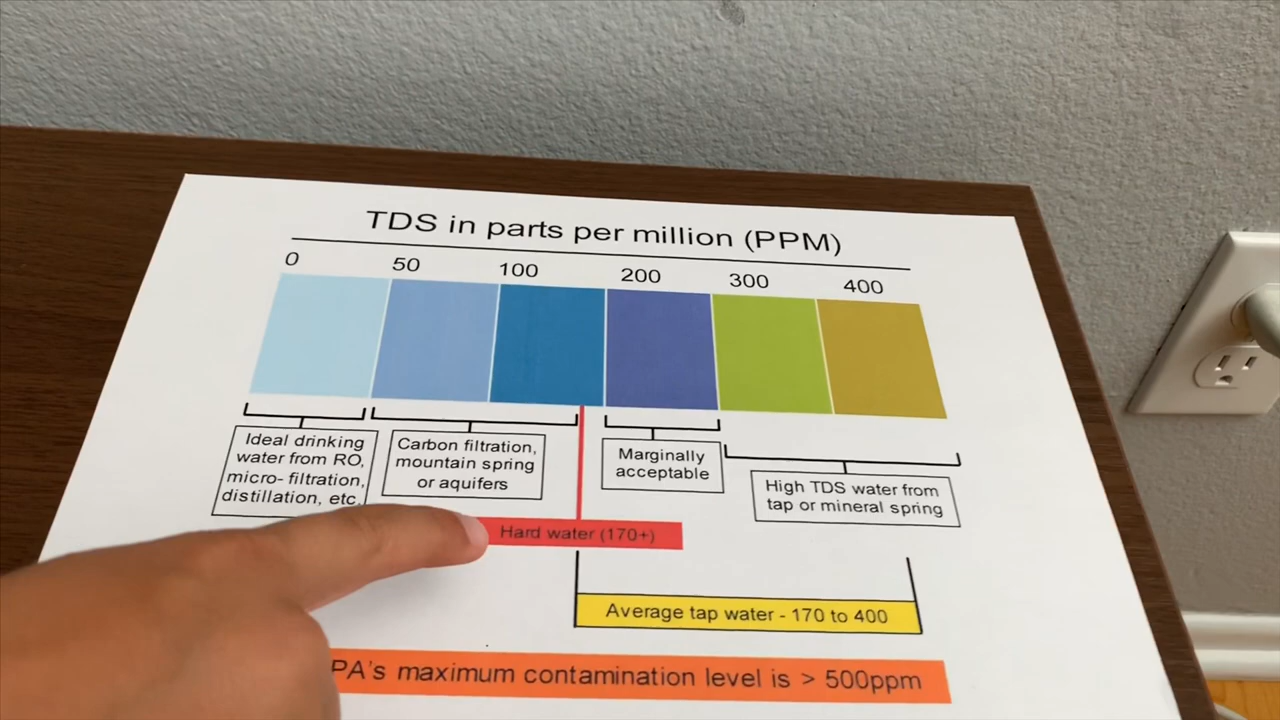 TDS in parts per million (PPM)
0 50 100 200 300 400
Ideal drinking
water from RO,
micro- filtration,
distillation, etc.
Carbon filtration,
mountain spring
or aquifers
Marginally
acceptable
High TDS water from
tap or mineral spring
Hard water (170+)
Average tap water - 170 to 400
PA's maximum contamination level is > 500ppm